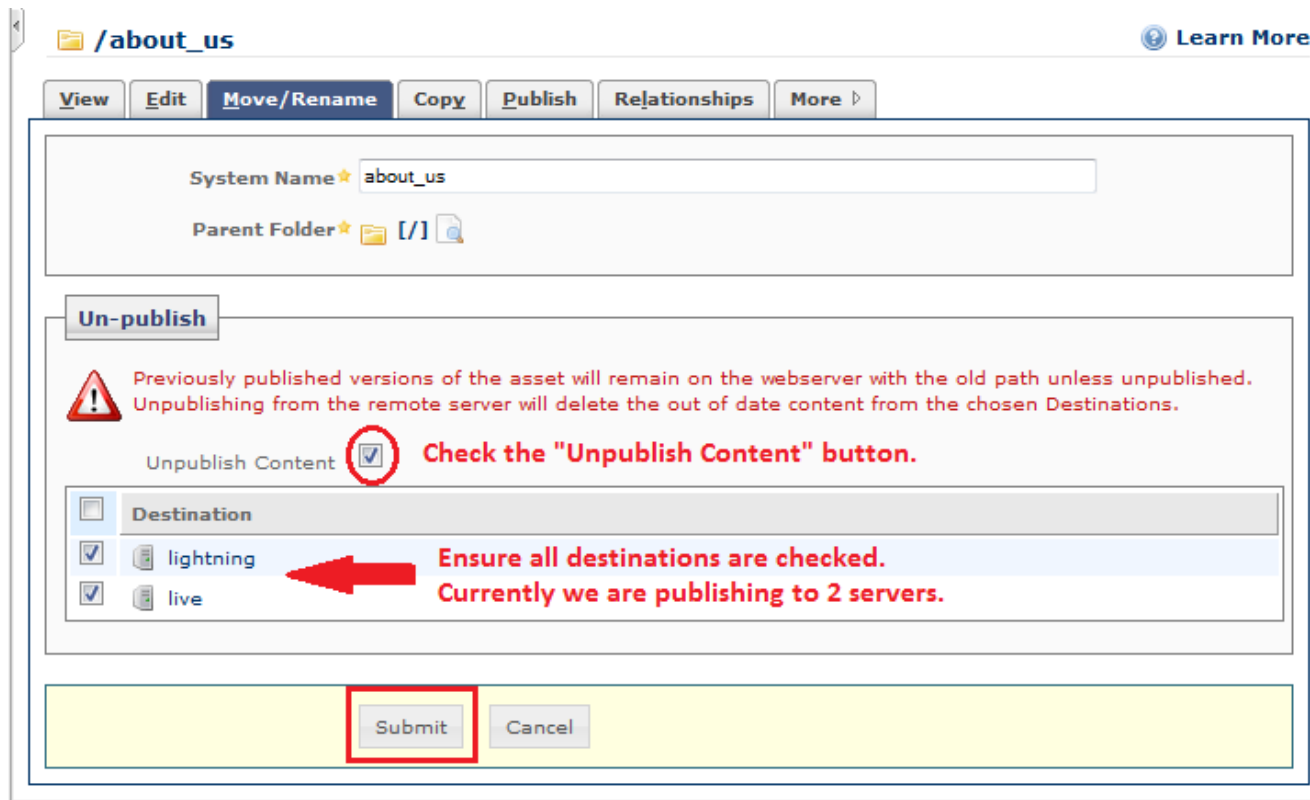 /about_us
Learn More
View Edit Move/Rename Copy Publish Relationships More
System Name about_us
Parent Folder [/]
Un-publish
Previously published versions of the asset will remain on the webserver with the old path unless unpublished.
Unpublishing from the remote server will delete the out of date content from the chosen Destinations.
Unpublish Content Check the "Unpublish Content" button.
Destination
lightning Ensure all destinations are checked.
live Currently we are publishing to 2 servers.
Submit Cancel